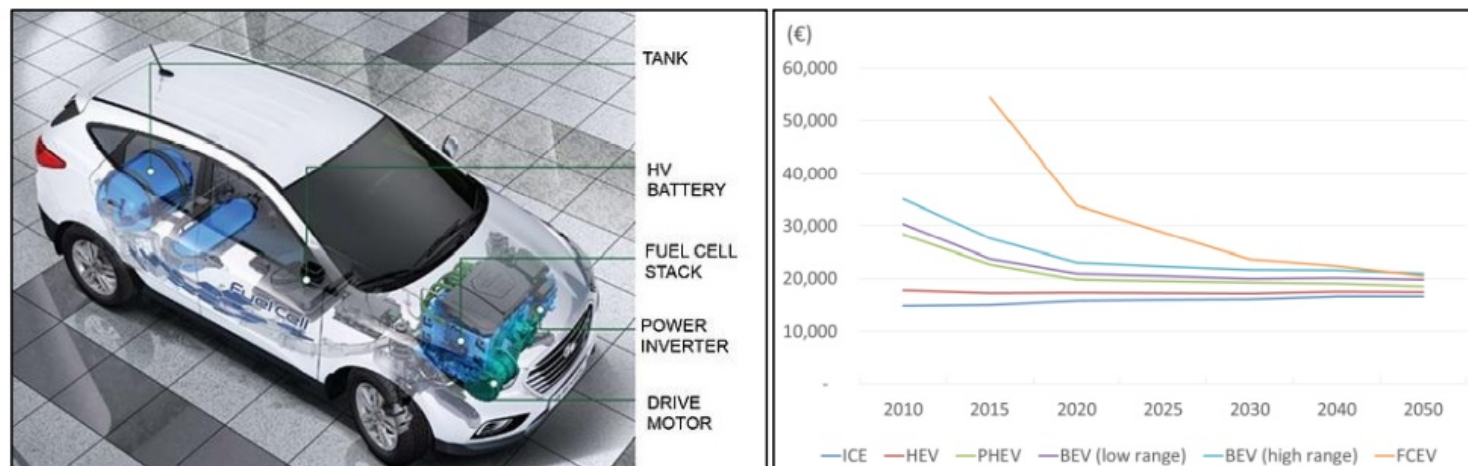 TANK
HV
BATTERY
FUEL CELL
STACK
POWER
INVERTER
DRIVE
MOTOR
Fuel cell
(€)
60,000
50,000
40,000
30,000
20,000
10,000
-
2010 2015 2020 2025 2030 2040 2050
ICE HEV PHEV BEV (low range) BEV (high range) FCEV